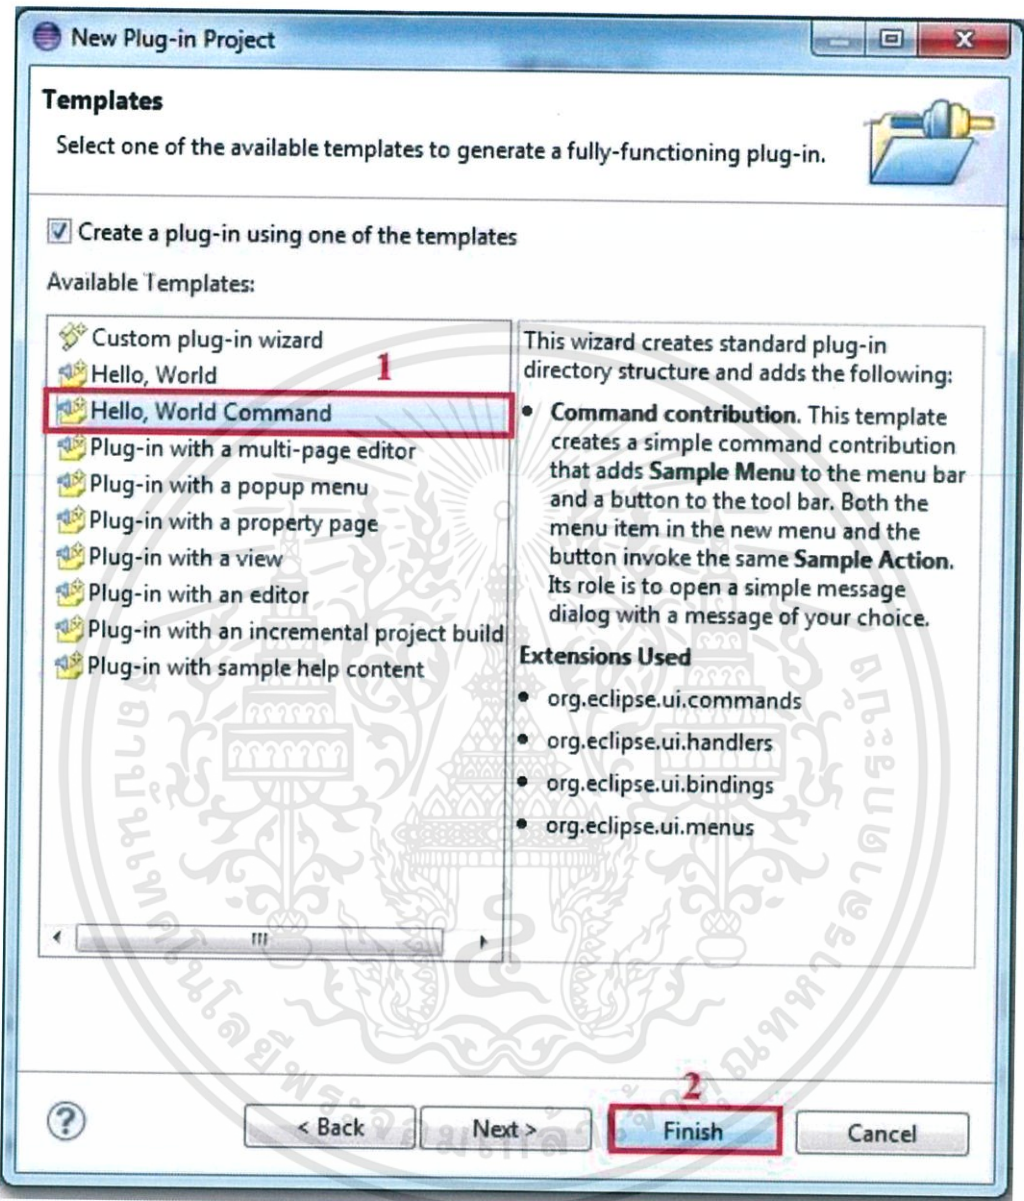 New Plug-in Project
Templates
Select one of the available templates to generate a fully-functioning plug-in.
Create a plug-in using one of the templates
Available Templates:
Custom plug-in wizard
1
Hello, World
Hello, World Command
Plug-in with a multi-page editor
Plug-in with a popup menu
Plug-in with a property page
Plug-in with a view
Plug-in with an editor
Plug-in with an incremental project build
Plug-in with sample help content
This wizard creates standard plug-in
directory structure and adds the following:
Command contribution. This template
creates a simple command contribution
that adds Sample Menu to the menu bar
and a button to the tool bar. Both the
menu item in the new menu and the
button invoke the same Sample Action.
Its role is to open a simple message
dialog with a message of your choice.
Extensions Used
org.eclipse.ui.commands
org.eclipse.ui.handlers
org.eclipse.ui.bindings
org.eclipse.ui.menus
2
< Back
Next >
Finish
Cancel